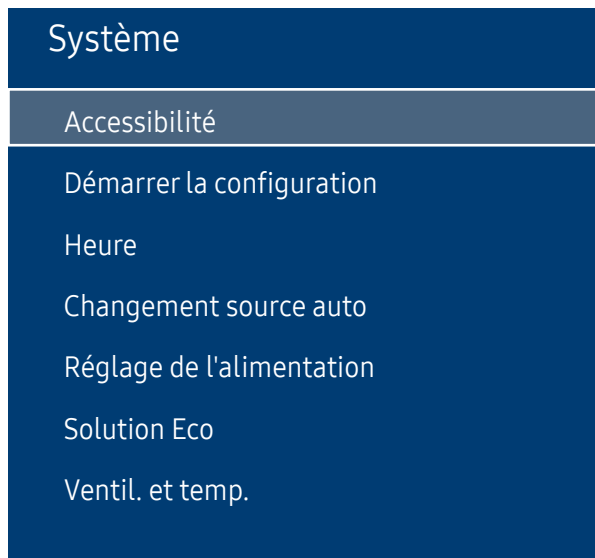 Système
Accessibilité
Démarrer la configuration
Heure
Changement source auto
Réglage de l'alimentation
Solution Eco
Ventil. et temp.